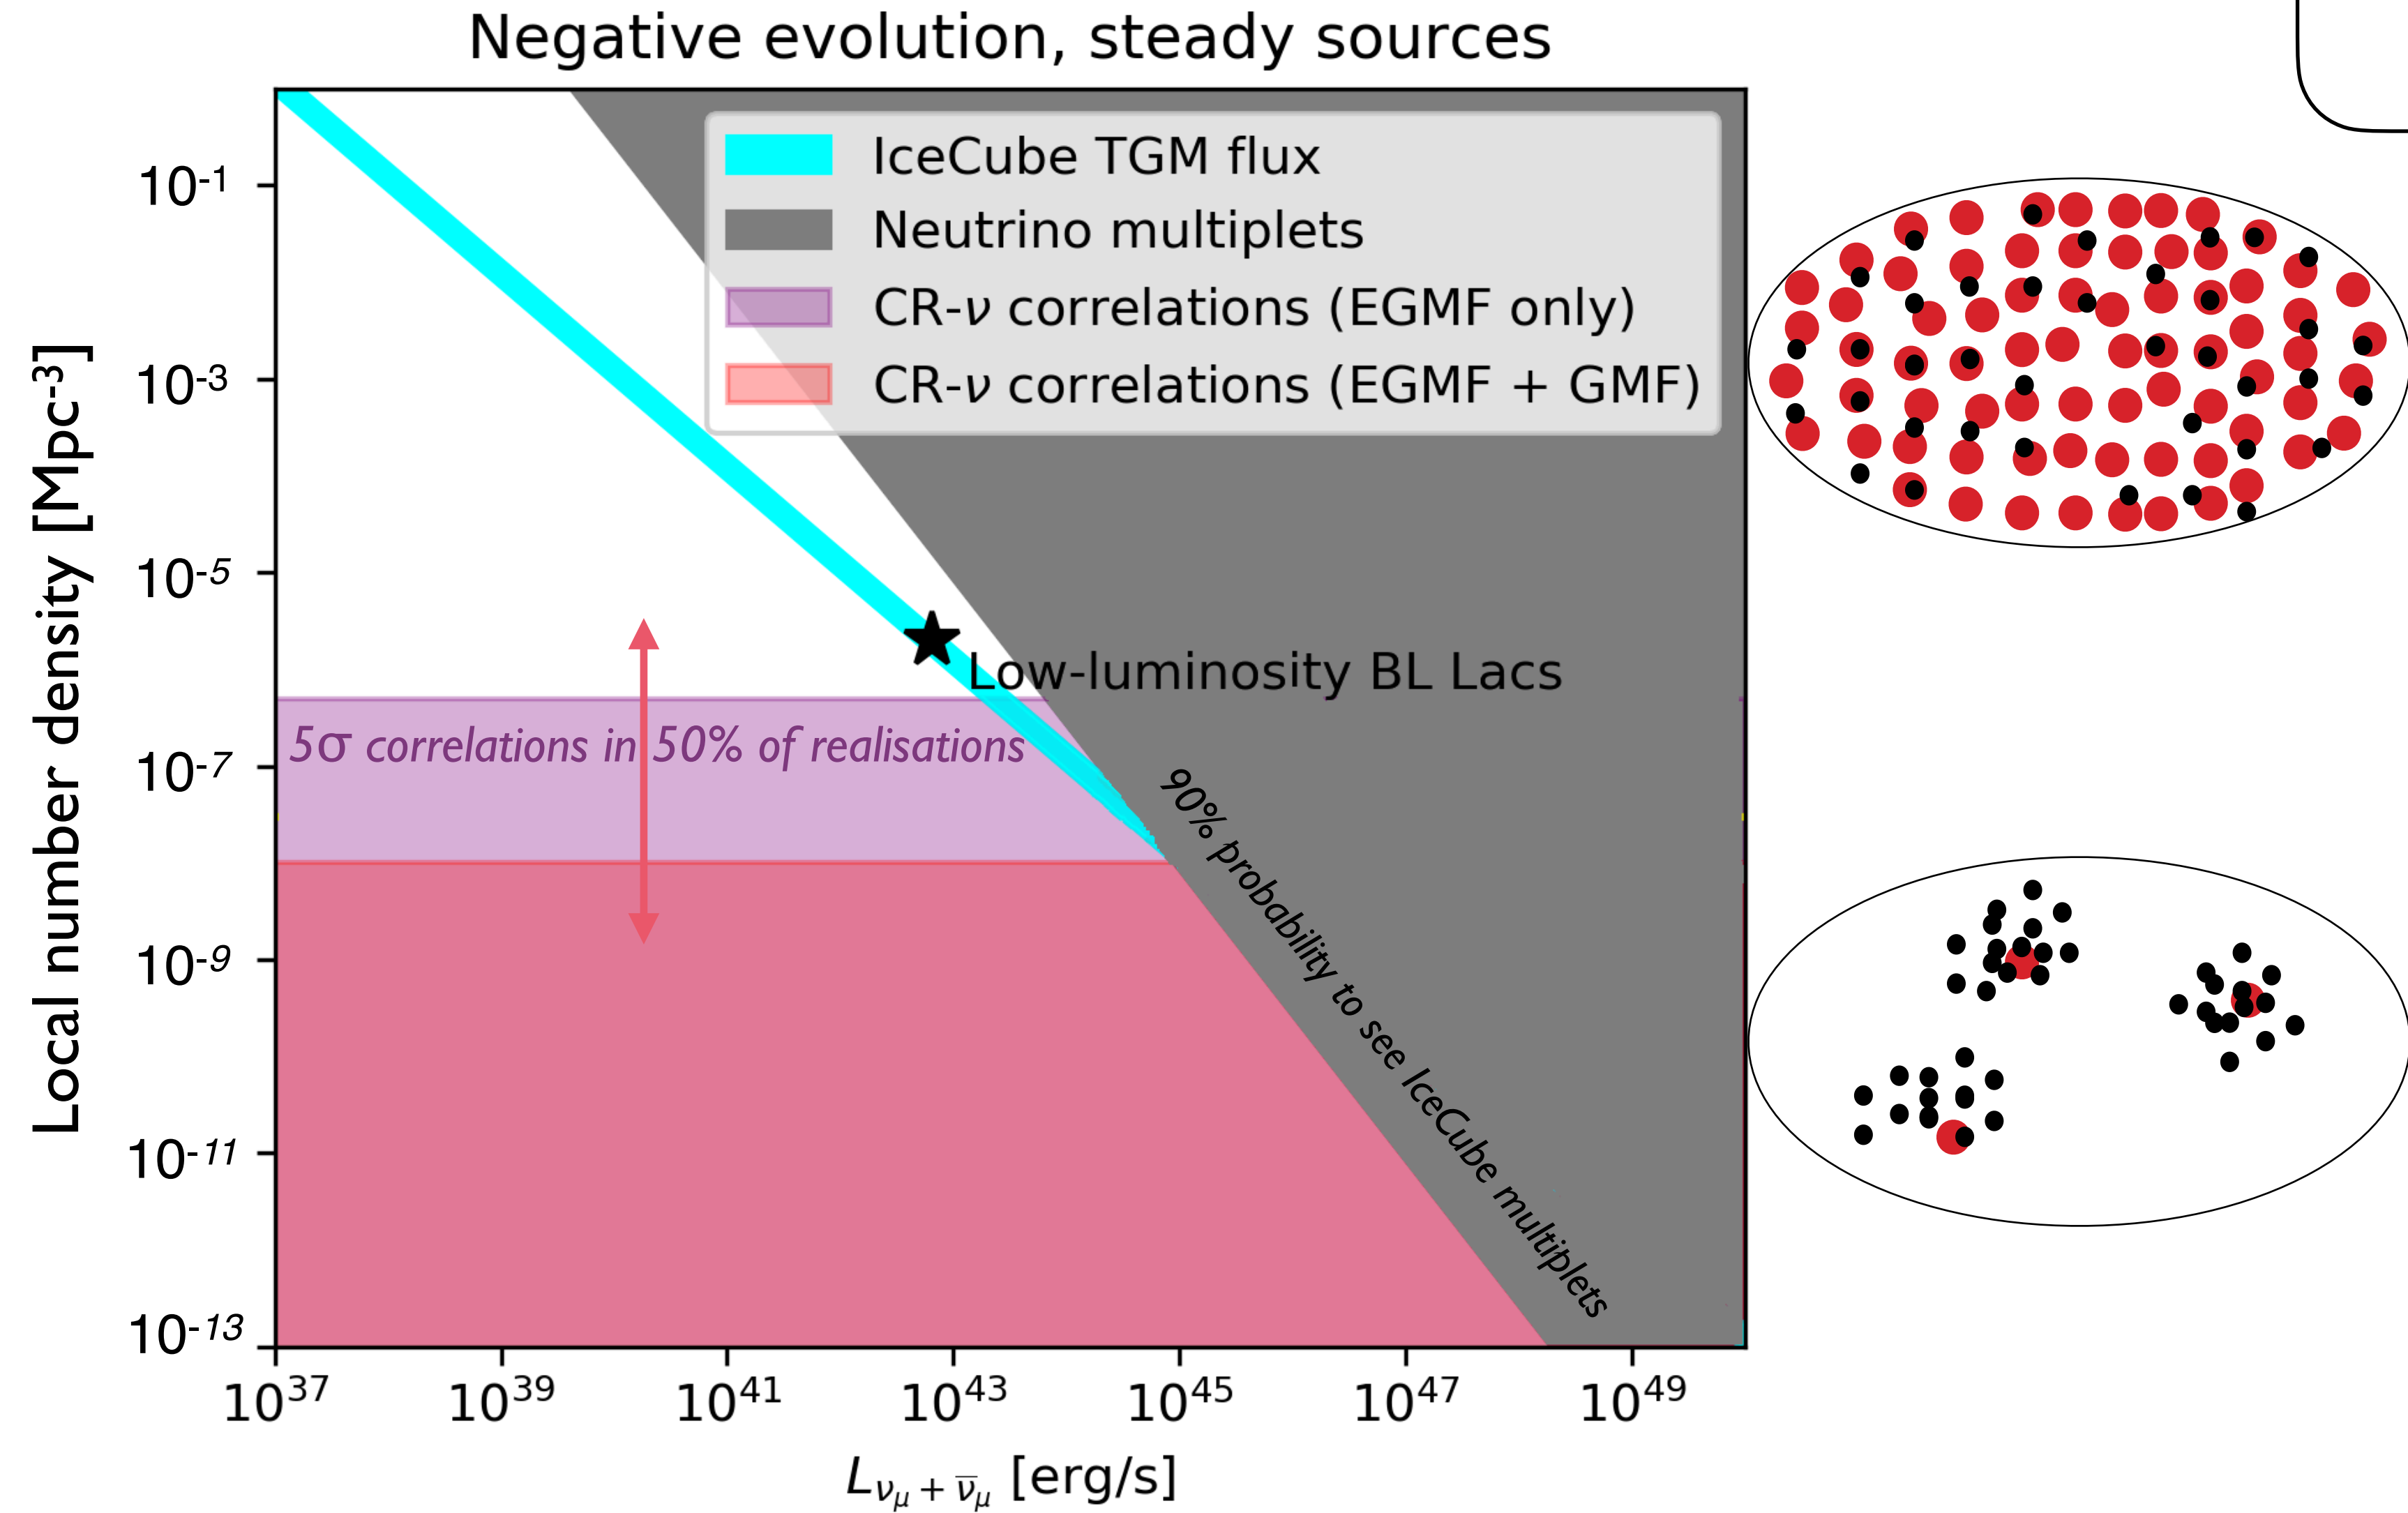 Negative evolution, steady sources
IceCube TGM flux
Neutrino multiplets
CR-ν correlations (EGMF only)
CR-ν correlations (EGMF + GMF)
Local number density [Mpc⁻³]
10⁻¹
10⁻³
10⁻⁵
10⁻⁷
10⁻⁹
10⁻¹¹
10⁻¹³
Low-luminosity BL Lacs
5σ correlations in 50% of realisations
90% probability to see IceCube multiplets
10³⁷ 10³⁹ 10⁴¹ 10⁴³ 10⁴⁵ 10⁴⁷ 10⁴⁹
L_{ν_μ + ν̅_μ} [erg/s]